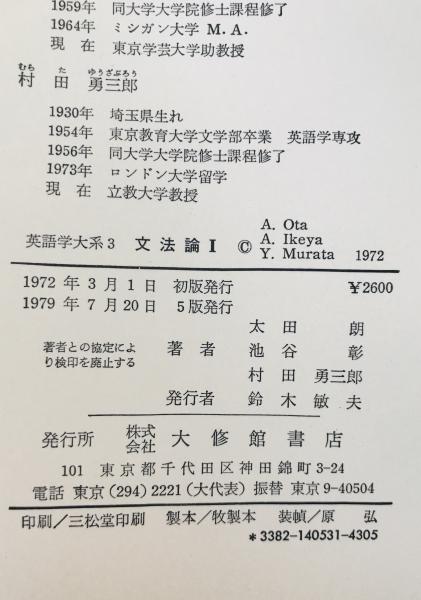 1959年 同大学大学院修士課程修了
1964年 ミシガン大学 M. A.
現 在 東京学芸大学助教授
むら た ゆうざぶろう
村 田 勇三郎
1930年 埼玉県生れ
1954年 東京教育大学文学部卒業 英語学専攻
1956年 同大学大学院修士課程修了
1973年 ロンドン大学留学
現 在 立教大学教授
A. Ota
英語学大系 3 文法論 I © A. Ikeya
Y. Murata 1972
1972 年 3 月 1 日 初版発行 ¥2600
1979 年 7 月 20 日 5 版発行
太 田 朗
著者との協定によ
り検印を廃止する
著 者 池 谷 彰
村 田 勇三郎
発行者 鈴 木 敏 夫
発行所 株式会社 大 修 館 書 店
101 東京都千代田区神田錦町 3-24
電話 東京 (294) 2221 (大代表) 振替 東京 9-40504
印刷/三松堂印刷 製本/牧製本 装幀/原 弘
*3382-140531-4305